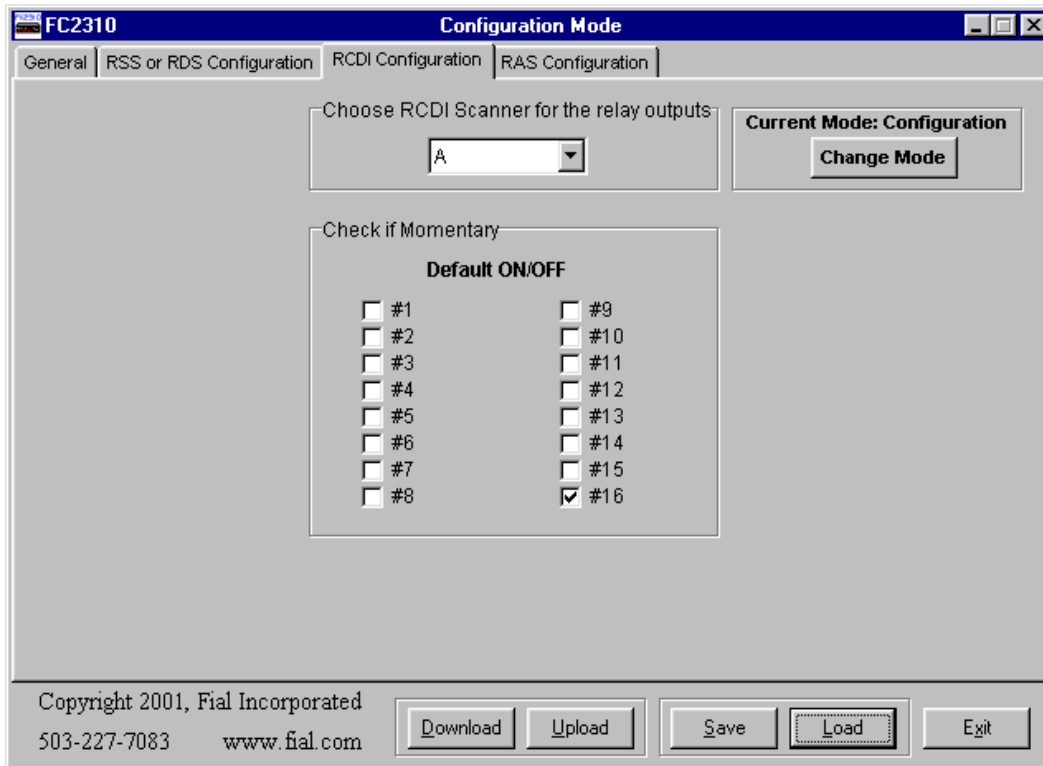 FC2310 Configuration Mode
General RSS or RDS Configuration RCDI Configuration RAS Configuration
Choose RCDI Scanner for the relay outputs
A
Current Mode: Configuration
Change Mode
Check if Momentary
Default ON/OFF
#1 #9
#2 #10
#3 #11
#4 #12
#5 #13
#6 #14
#7 #15
#8 #16
Copyright 2001, Fial Incorporated
503-227-7083 www.fial.com
Download Upload Save Load Exit